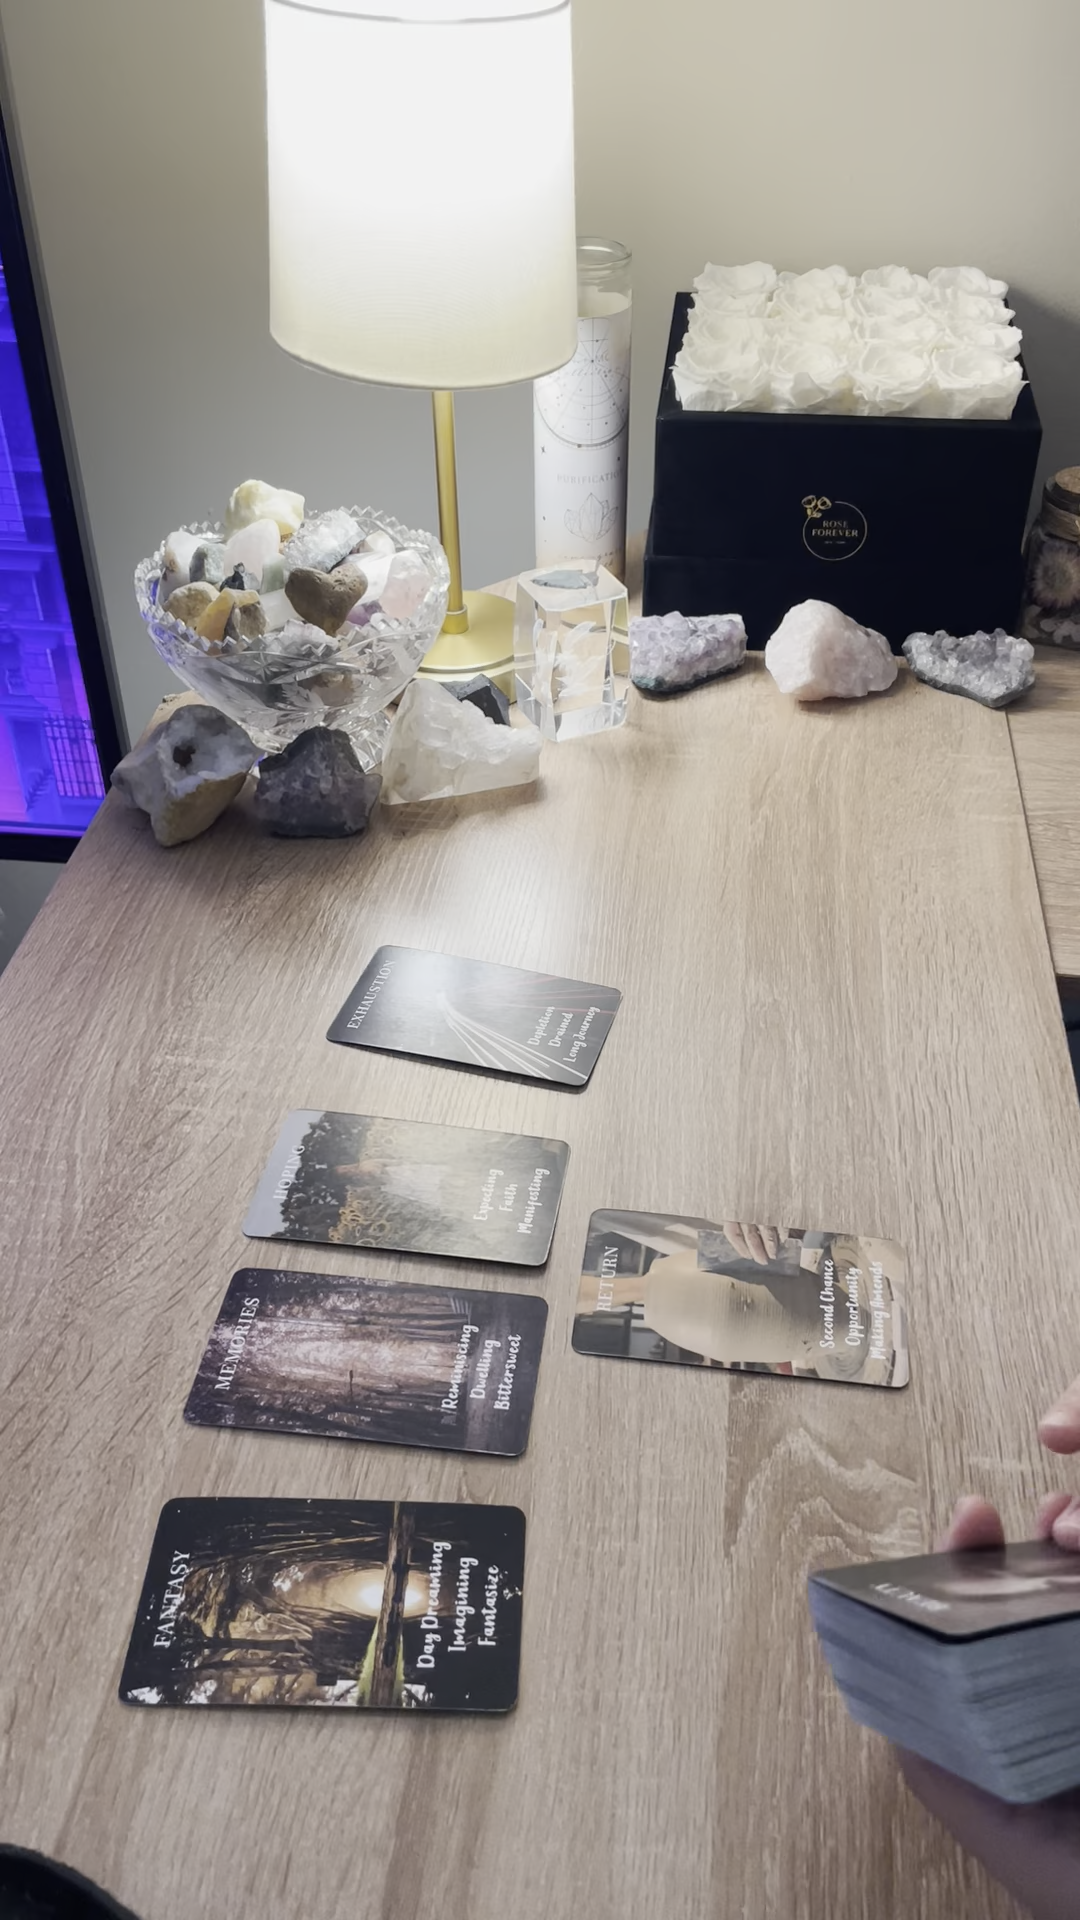 PURIFICATION
ROSE
FOREVER
EXHAUSTION
Depletion
Drained
Long Journey
HOPING
Expecting
Faith
Manifesting
RETURN
Second Chance
Opportunity
Making Amends
MEMORIES
Reminiscing
Dwelling
Bittersweet
FANTASY
Day Dreaming
Imagining
Fantasize